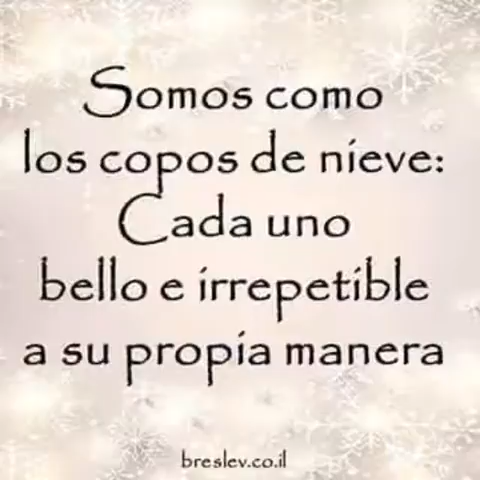 Somos como
los copos de nieve:
Cada uno
bello e irrepetible
a su propia manera
breslev.co.il